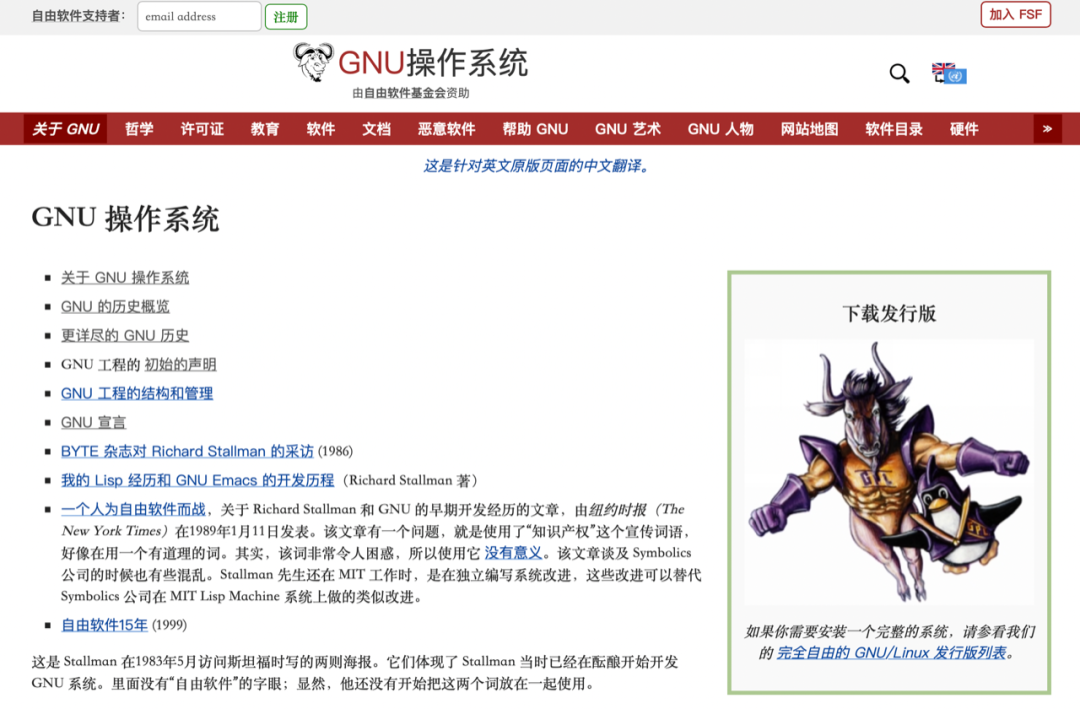 自由软件支持者： email address 注册 加入 FSF
GNU操作系统
由自由软件基金会资助
关于 GNU 哲学 许可证 教育 软件 文档 恶意软件 帮助 GNU GNU 艺术 GNU 人物 网站地图 软件目录 硬件 »
这是针对英文原版页面的中文翻译。
GNU 操作系统
关于 GNU 操作系统
GNU 的历史概览
更详尽的 GNU 历史
GNU 工程的 初始的声明
GNU 工程的结构和管理
GNU 宣言
BYTE 杂志对 Richard Stallman 的采访 (1986)
我的 Lisp 经历和 GNU Emacs 的开发历程（Richard Stallman 著）
一个人为自由软件而战，关于 Richard Stallman 和 GNU 的早期开发经历的文章，由纽约时报（The
New York Times）在1989年1月11日发表。该文章有一个问题，就是使用了“知识产权”这个宣传词语，
好像在用一个有道理的词。其实，该词非常令人困惑，所以使用它 没有意义。该文章谈及 Symbolics
公司的时候也有些混乱。Stallman 先生还在 MIT 工作时，是在独立编写系统改进，这些改进可以替代
Symbolics 公司在 MIT Lisp Machine 系统上做的类似改进。
自由软件15年 (1999)
这是 Stallman 在1983年5月访问斯坦福时写的两则海报。它们体现了 Stallman 当时已经在酝酿开始开发
GNU 系统。里面没有“自由软件”的字眼；显然，他还没有开始把这两个词放在一起使用。
下载发行版
GPL
GPL
如果你需要安装一个完整的系统，请参看我们
的 完全自由的 GNU/Linux 发行版列表。